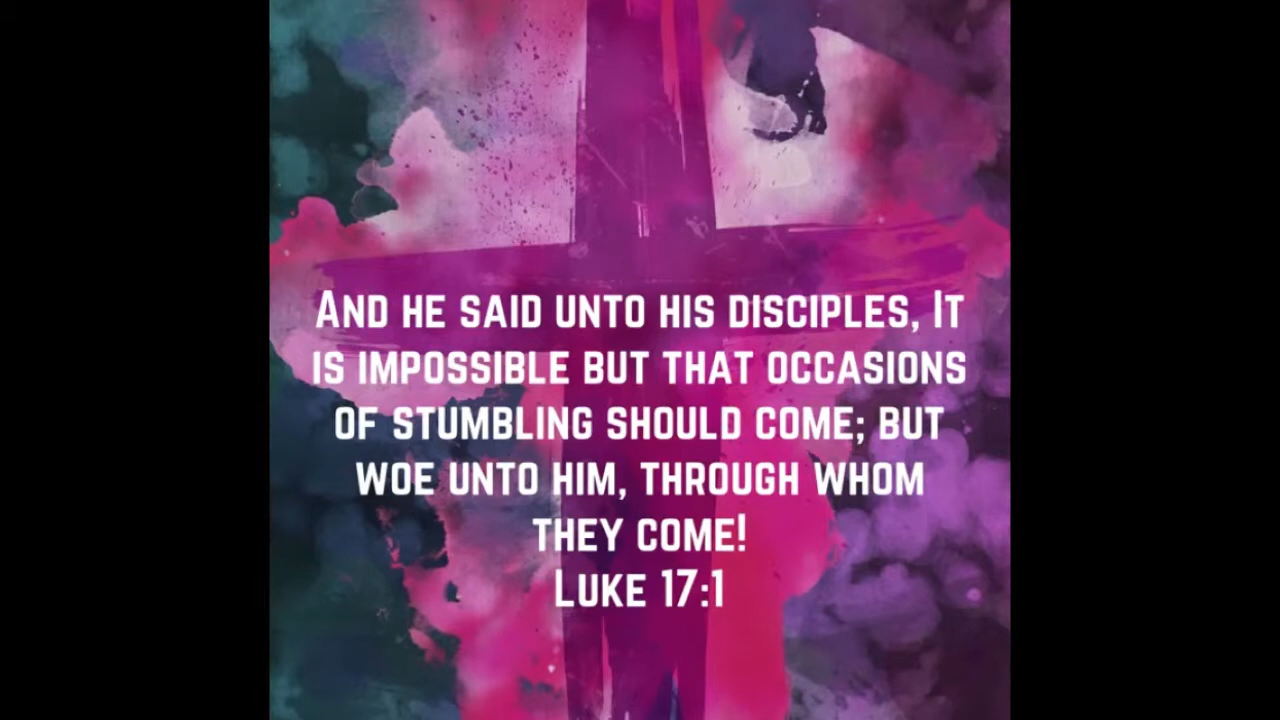 And he said unto his disciples, It
is impossible but that occasions
of stumbling should come; but
woe unto him, through whom
they come!
Luke 17:1